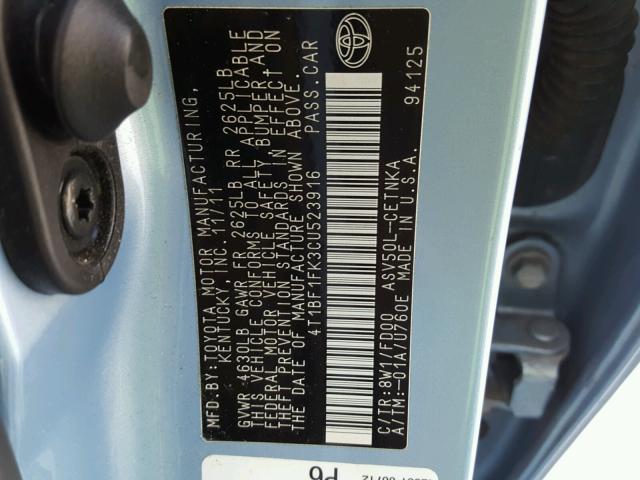 MFD. BY: TOYOTA MOTOR MANUFACTURING,
KENTUCKY, INC. 11/11
GVWR 4630LB GAWR FR 2625LB RR 2625LB
THIS VEHICLE CONFORMS TO ALL APPLICABLE
FEDERAL MOTOR VEHICLE SAFETY, BUMPER, AND
THEFT PREVENTION STANDARDS IN EFFECT ON
THE DATE OF MANUFACTURE SHOWN ABOVE.
4T1BF1FK3CU523916 PASS. CAR
C/TR: 8W1/FD00 ASV50L-CETNKA
A/TM: -01A/U760E MADE IN U.S.A.
94125
P6